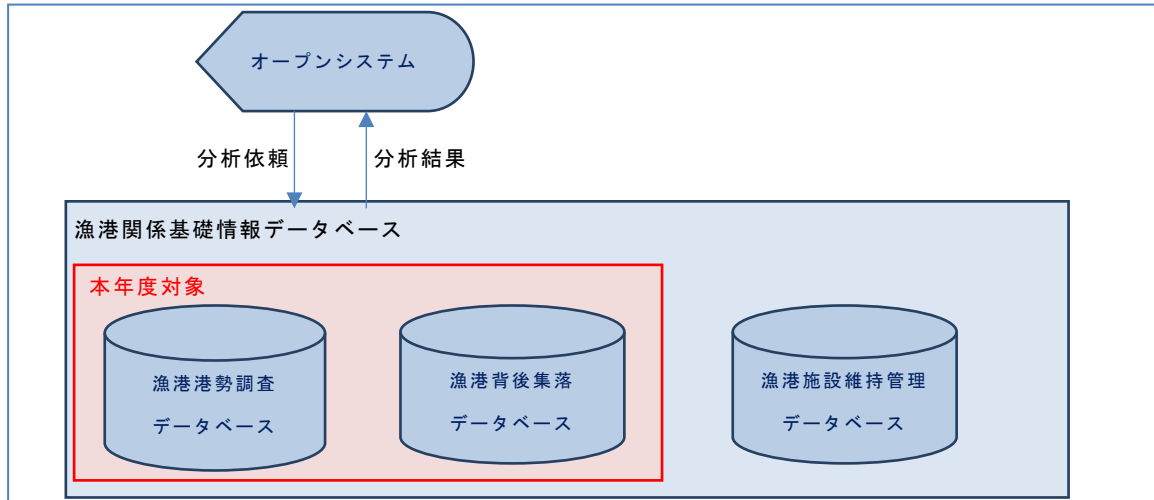 オープンシステム
分析依頼
分析結果
漁港関係基礎情報データベース
本年度対象
漁港港勢調査
データベース
漁港背後集落
データベース
漁港施設維持管理
データベース